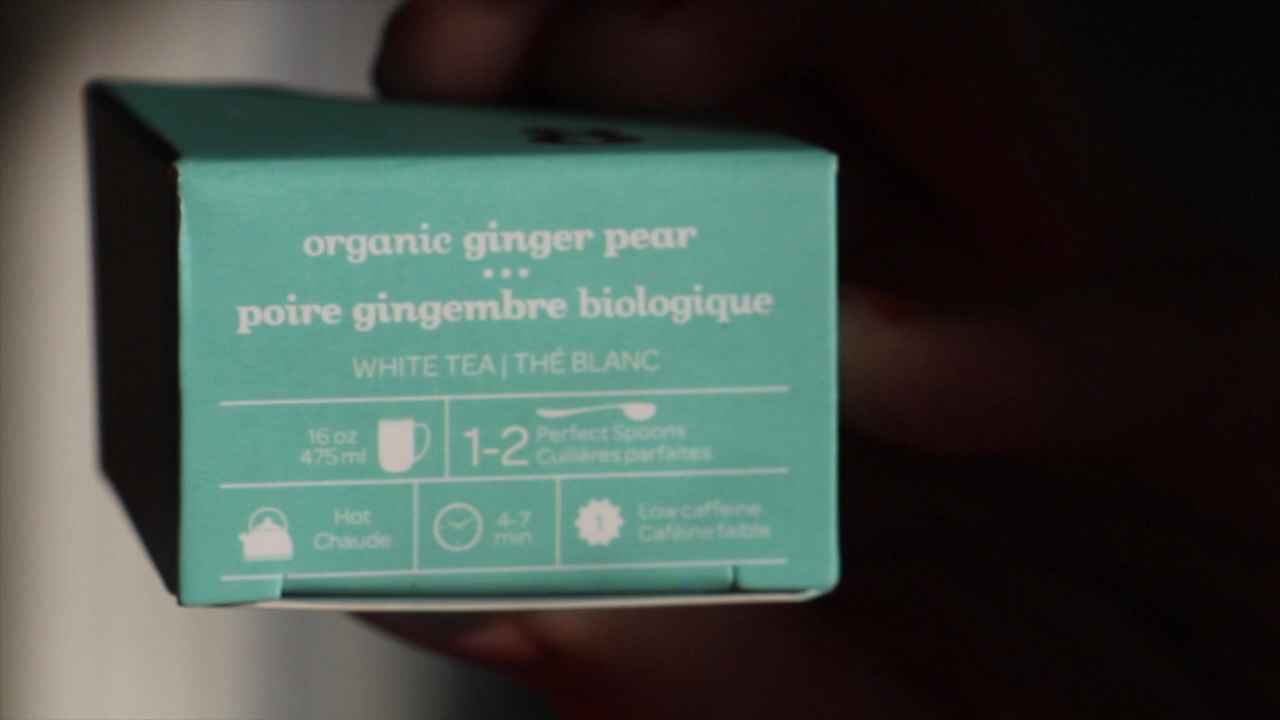 organic ginger pear
poire gingembre biologique
WHITE TEA | THÉ BLANC
16 oz
475 ml
1-2
Perfect Spoons
Cuillères parfaites
Hot
Chaude
4-7
min
1
Low caffeine
Caféine faible